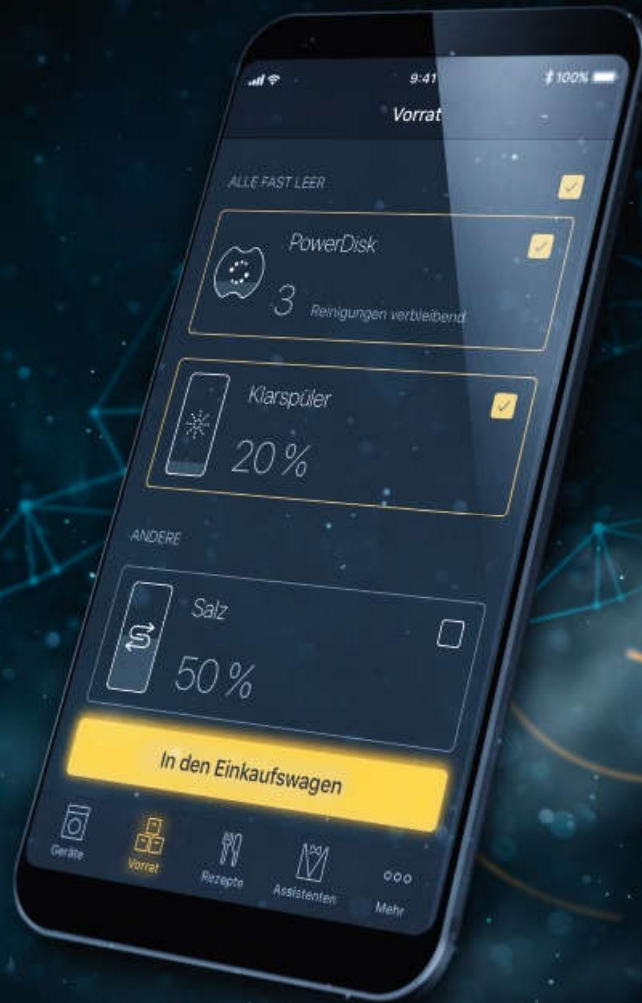 9:41
100%
Vorrat
ALLE FAST LEER
PowerDisk
3 Reinigungen verbleibend
Klarspüler
20 %
ANDERE
Salz
50 %
In den Einkaufswagen
Geräte
Vorrat
Rezepte
Assistenten
Mehr